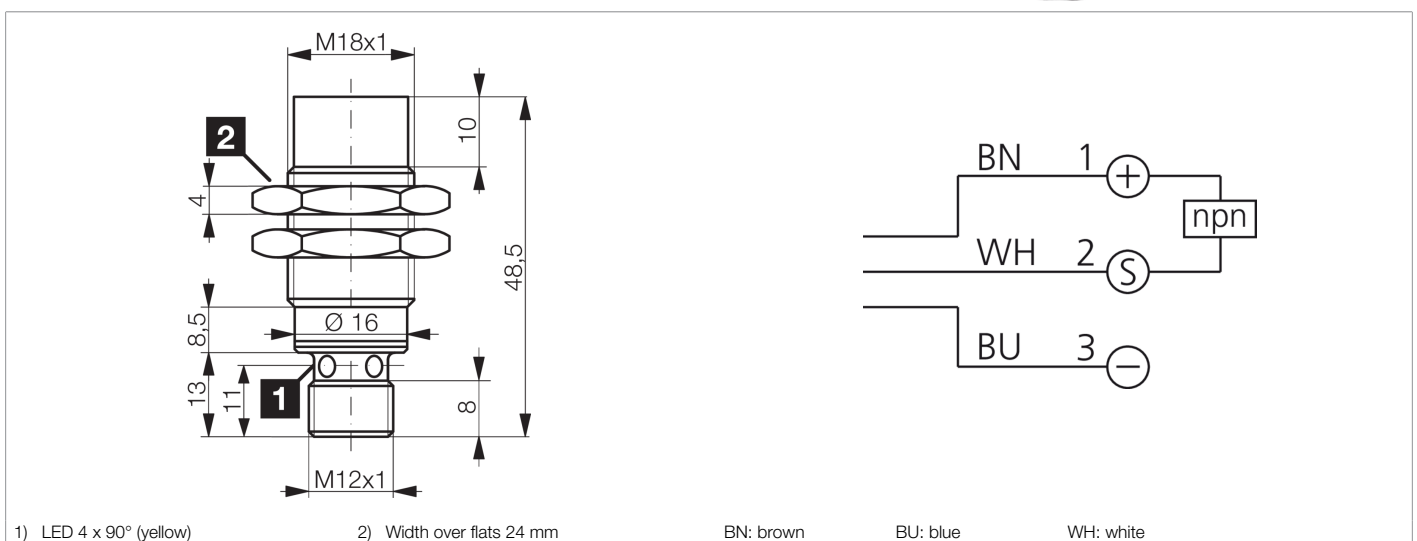 M18x1
2
10
4
48,5
8,5
Ø 16
13
11
1
8
M12x1
BN 1 +
npn
WH 2 S
BU 3 −
1) LED 4 x 90° (yellow)
2) Width over flats 24 mm
BN: brown
BU: blue
WH: white